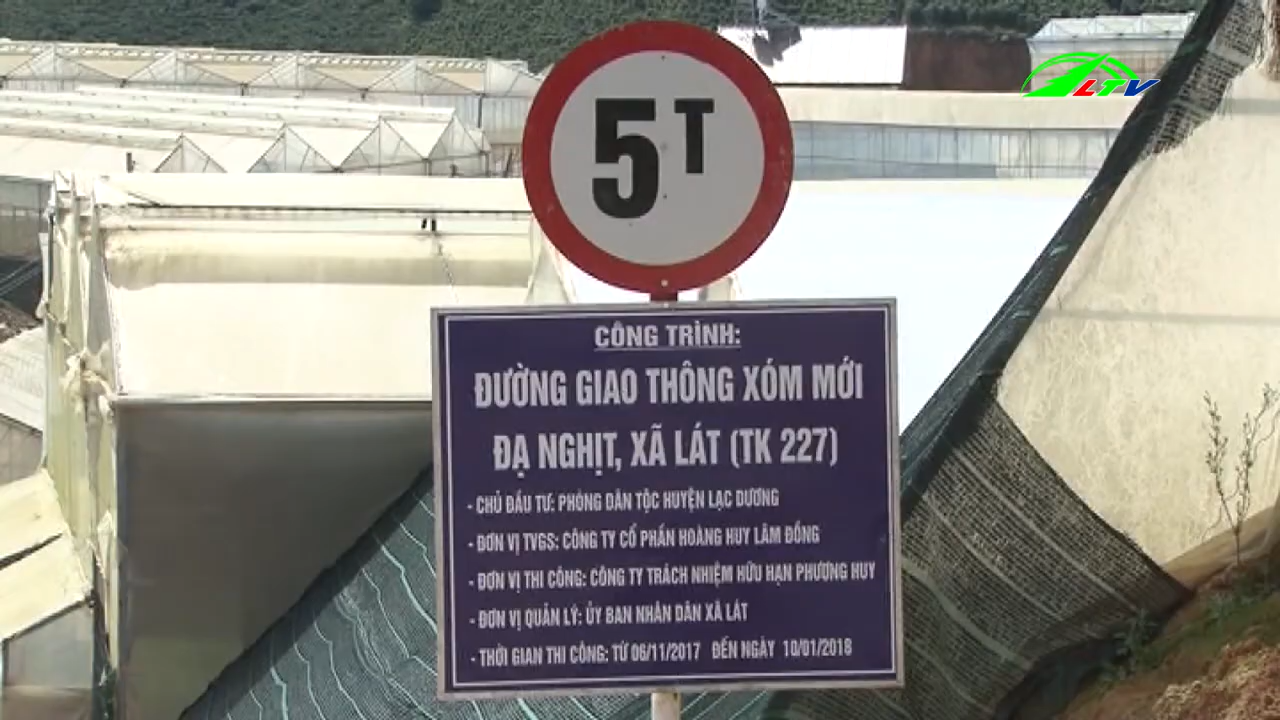 LTV
5T
CÔNG TRÌNH:
ĐƯỜNG GIAO THÔNG XÓM MỚI
ĐẠ NGHỊT, XÃ LÁT (TK 227)
- CHỦ ĐẦU TƯ: PHÒNG DÂN TỘC HUYỆN LẠC DƯƠNG
- ĐƠN VỊ TVGS: CÔNG TY CỔ PHẦN HOÀNG HUY LÂM ĐỒNG
- ĐƠN VỊ THI CÔNG: CÔNG TY TRÁCH NHIỆM HỮU HẠN PHƯỢNG HUY
- ĐƠN VỊ QUẢN LÝ: ỦY BAN NHÂN DÂN XÃ LÁT
- THỜI GIAN THI CÔNG: TỪ 06/11/2017 ĐẾN NGÀY 10/01/2018